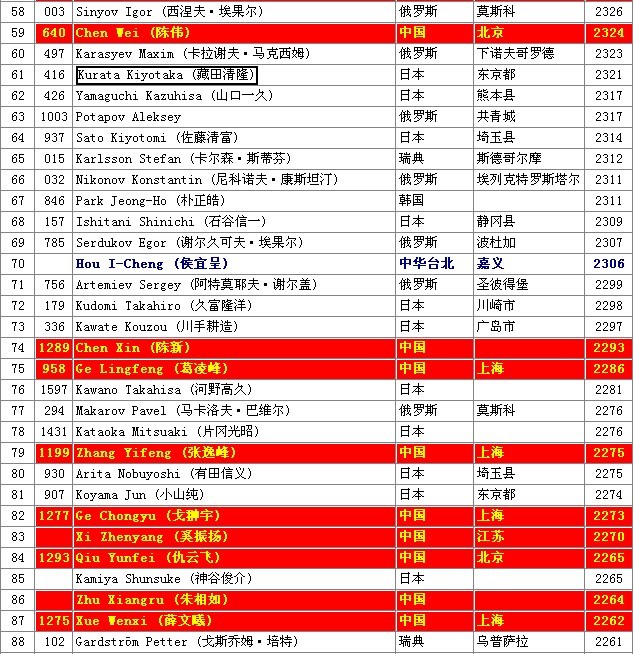 58 003 Sinyov Igor (西涅夫·埃果尔) 俄罗斯 莫斯科 2326
59 640 Chen Wei (陈伟) 中国 北京 2324
60 497 Karasyev Maxim (卡拉谢夫·马克西姆) 俄罗斯 下诺夫哥罗德 2323
61 416 Kurata Kiyotaka (藏田清隆) 日本 东京都 2321
62 426 Yamaguchi Kazuhisa (山口一久) 日本 熊本县 2317
63 1003 Potapov Aleksey 俄罗斯 共青城 2317
64 937 Sato Kiyotomi (佐藤清富) 日本 埼玉县 2314
65 015 Karlsson Stefan (卡尔森·斯蒂芬) 瑞典 斯德哥尔摩 2312
66 032 Nikonov Konstantin (尼科诺夫·康斯坦汀) 俄罗斯 埃列克特罗斯塔尔 2311
67 846 Park Jeong-Ho (朴正皓) 韩国 2311
68 157 Ishitani Shinichi (石谷信一) 日本 静冈县 2309
69 785 Serdukov Egor (谢尔久可夫·埃果尔) 俄罗斯 波杜加 2307
70 Hou I-Cheng (侯宜呈) 中华台北 嘉义 2306
71 756 Artemiev Sergey (阿特莫耶夫·谢尔盖) 俄罗斯 圣彼得堡 2299
72 179 Kudomi Takahiro (久富隆洋) 日本 川崎市 2298
73 336 Kawate Kouzou (川手耕造) 日本 广岛市 2297
74 1289 Chen Xin (陈新) 中国 2293
75 958 Ge Lingfeng (葛凌峰) 中国 上海 2286
76 1597 Kawano Takahisa (河野高久) 日本 2281
77 294 Makarov Pavel (马卡洛夫·巴维尔) 俄罗斯 莫斯科 2276
78 1431 Kataoka Mitsuaki (片冈光昭) 日本 2276
79 1199 Zhang Yifeng (张逸峰) 中国 上海 2275
80 930 Arita Nobuyoshi (有田信义) 日本 埼玉县 2275
81 907 Koyama Jun (小山纯) 日本 东京都 2274
82 1277 Ge Chongyu (戈翀宇) 中国 上海 2273
83 Xi Zhenyang (奚振扬) 中国 江苏 2270
84 1293 Qiu Yunfei (仇云飞) 中国 北京 2265
85 Kamiya Shunsuke (神谷俊介) 日本 2265
86 Zhu Xiangru (朱相如) 中国 2264
87 1275 Xue Wenxi (薛文曦) 中国 上海 2262
88 102 Gardström Petter (戈斯乔姆·培特) 瑞典 乌普萨拉 2261